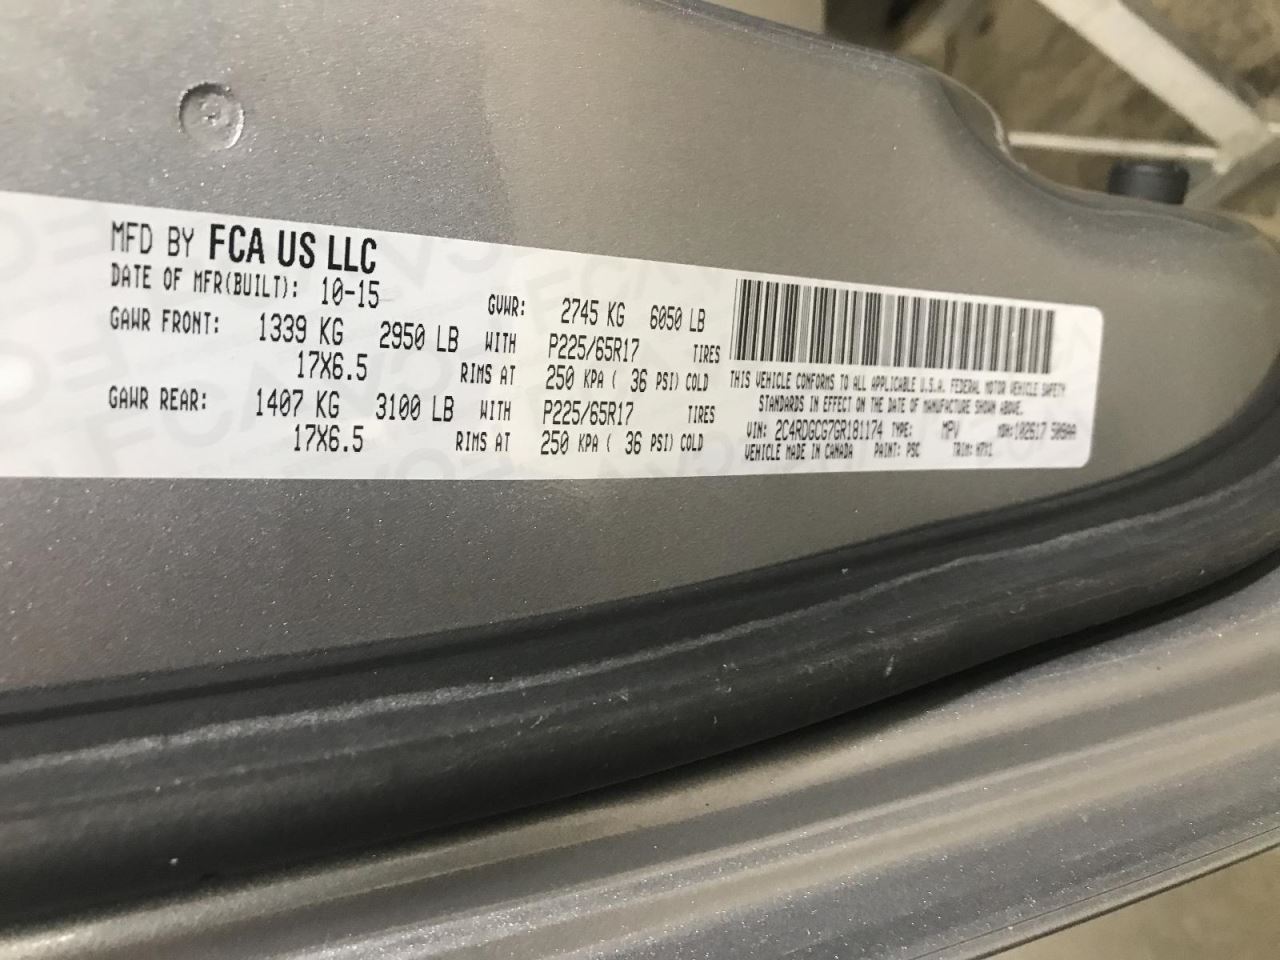 MFD BY FCA US LLC
DATE OF MFR(BUILT): 10-15 GVWR: 2745 KG 6050 LB
GAWR FRONT: 1339 KG 2950 LB WITH P225/65R17 TIRES
17X6.5 RIMS AT 250 KPA ( 36 PSI) COLD
GAWR REAR: 1407 KG 3100 LB WITH P225/65R17 TIRES
17X6.5 RIMS AT 250 KPA ( 36 PSI) COLD
THIS VEHICLE CONFORMS TO ALL APPLICABLE U.S.A. FEDERAL MOTOR VEHICLE SAFETY
STANDARDS IN EFFECT ON THE DATE OF MANUFACTURE SHOWN ABOVE.
VIN: 2C4RDGCG7GR181174 TYPE: MPV MDH:102617
VEHICLE MADE IN CANADA PAINT: PSC TRIM: